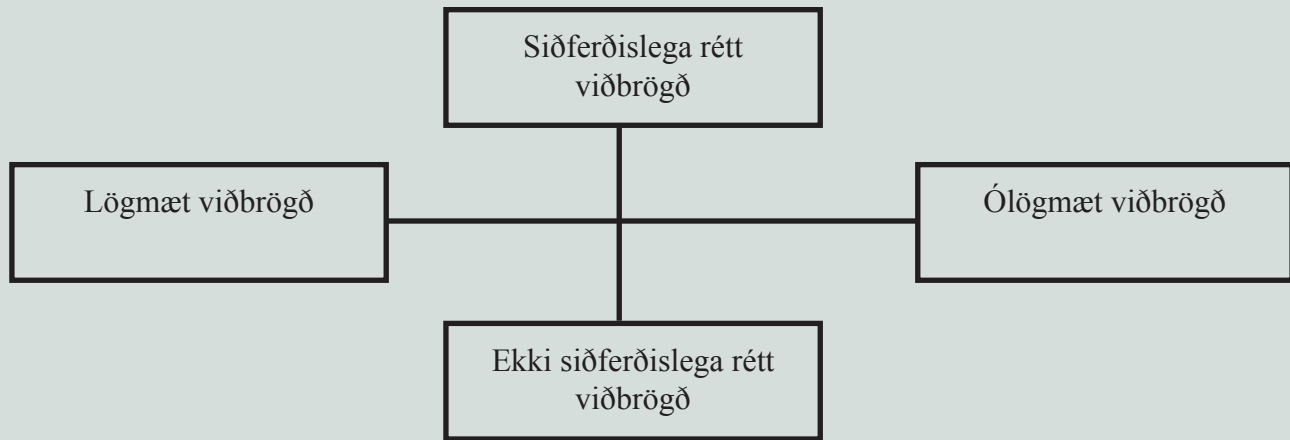 Siðferðislega rétt
viðbrögð
Lögmæt viðbrögð
Ólögmæt viðbrögð
Ekki siðferðislega rétt
viðbrögð